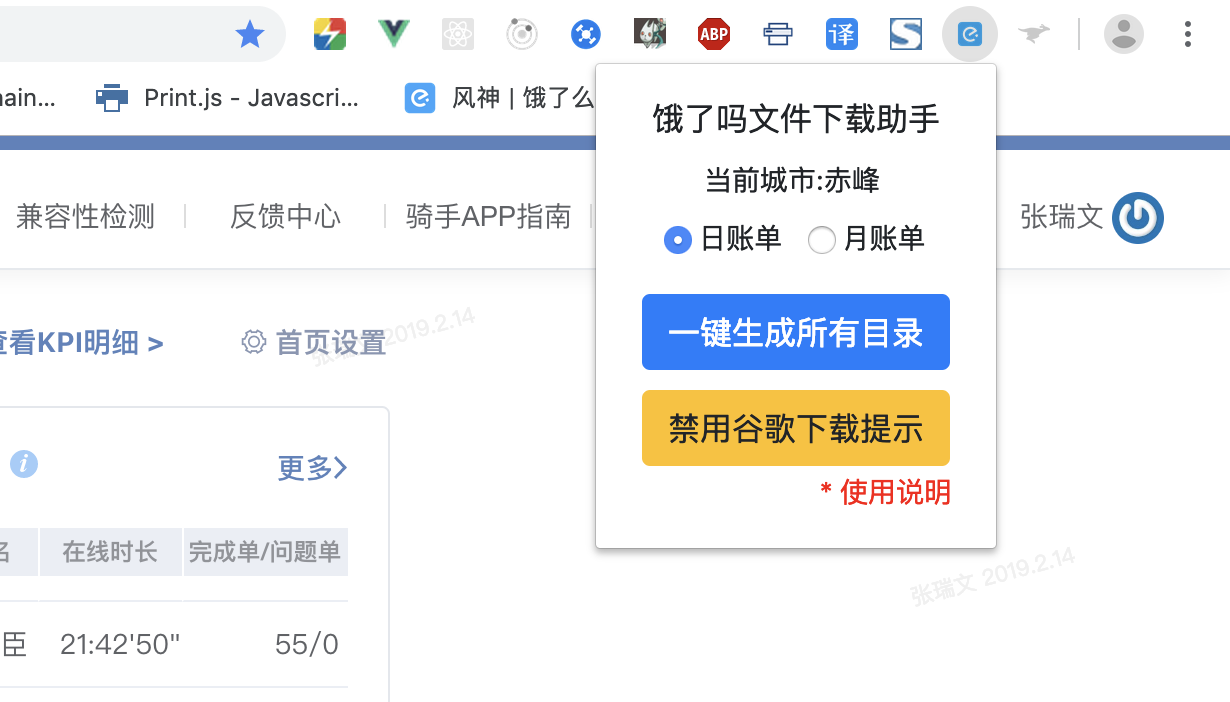 ABP
译
ain...
Print.js - Javascri...
风神 | 饿了么
饿了吗文件下载助手
当前城市:赤峰
日账单
月账单
一键生成所有目录
禁用谷歌下载提示
* 使用说明
兼容性检测
反馈中心
骑手APP指南
张瑞文
查看KPI明细 >
首页设置
张瑞文 2019.2.14
更多
名
在线时长
完成单/问题单
臣
21:42'50"
55/0
张瑞文 2019.2.14